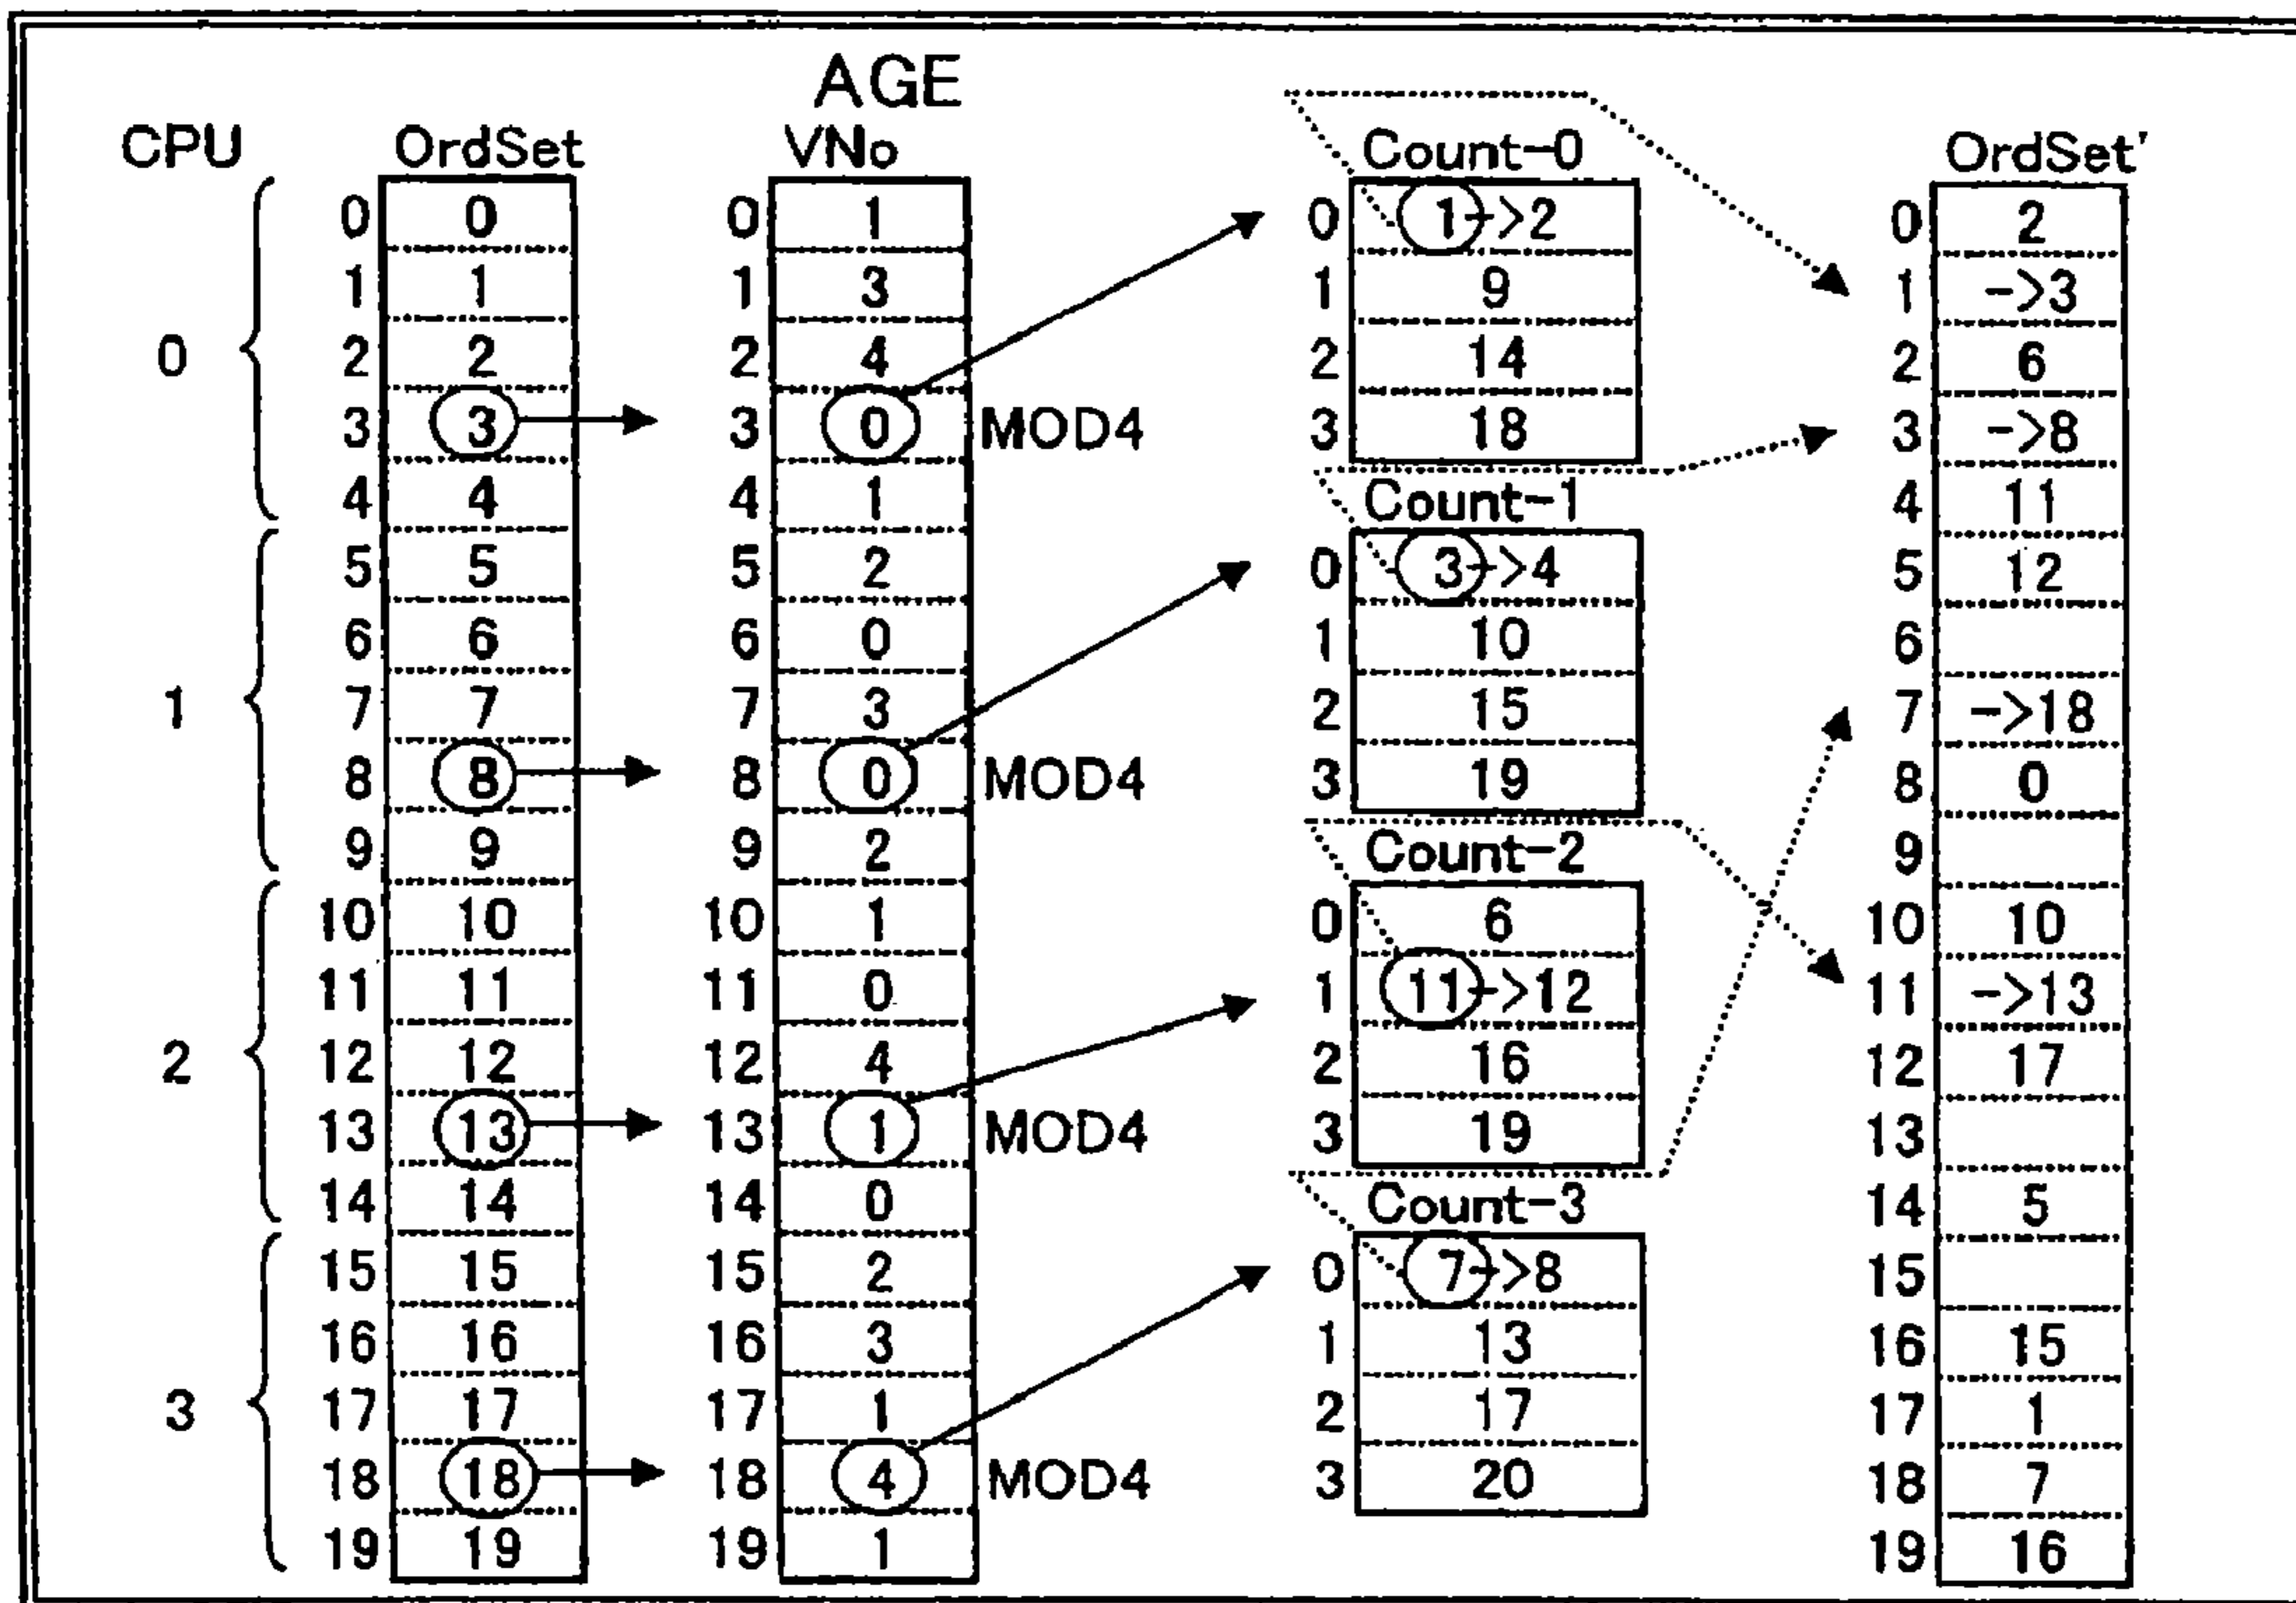 AGE
CPU OrdSet VNo Count-0 OrdSet'
0 0 0 1 0 1->2 0 2
1 1 1 3 1 9 1 ->3
0 2 2 2 4 2 14 2 6
3 3 3 0 MOD4 3 18 3 ->8
4 4 4 1 Count-1 4 11
5 5 5 2 0 3->4 5 12
6 6 6 0 1 10 6
1 7 7 7 3 2 15 7 ->18
8 8 8 0 MOD4 3 19 8 0
9 9 9 2 Count-2 9
10 10 10 1 0 6 10 10
11 11 11 0 1 11->12 11 ->13
2 12 12 12 4 2 16 12 17
13 13 13 1 MOD4 3 19 13
14 14 14 0 Count-3 14 5
15 15 15 2 0 7->8 15
16 16 16 3 1 13 16 15
3 17 17 17 1 2 17 17 1
18 18 18 4 MOD4 3 20 18 7
19 19 19 1 19 16